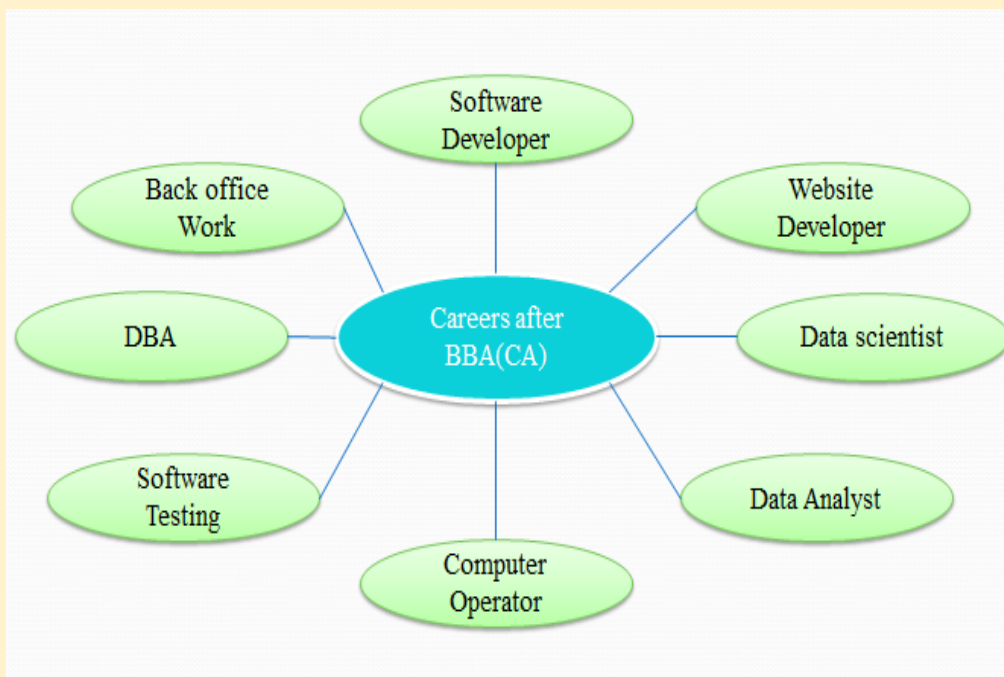 Software
Developer
Back office
Work
Website
Developer
DBA
Careers after
BBA(CA)
Data scientist
Software
Testing
Data Analyst
Computer
Operator